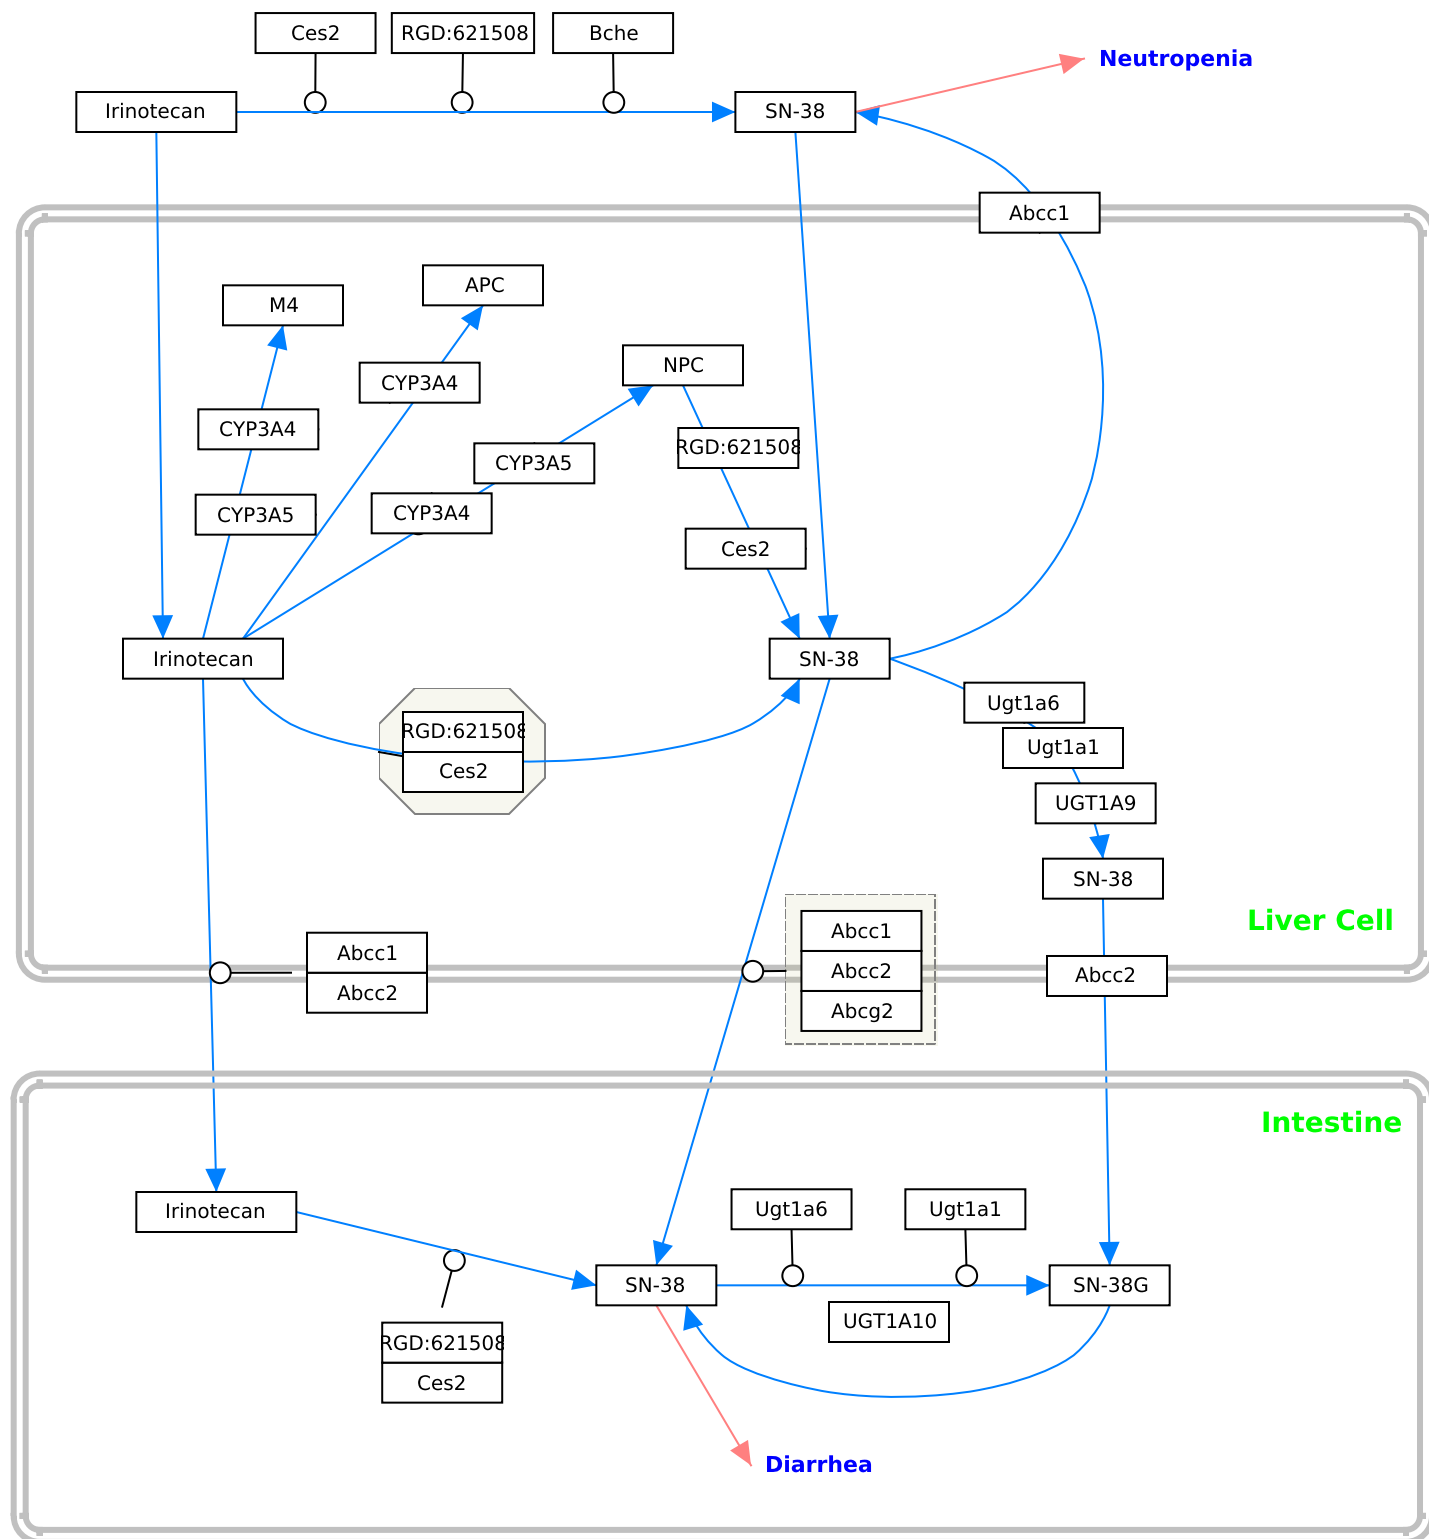 Ces2
RGD:621508
Bche
Neutropenia
Irinotecan
SN-38
Abcc1
APC
M4
NPC
CYP3A4
CYP3A4
RGD:621508
CYP3A5
CYP3A4
CYP3A5
Ces2
Irinotecan
SN-38
Ugt1a6
RGD:621508
Ugt1a1
Ces2
UGT1A9
SN-38
Liver Cell
Abcc1
Abcc1
Abcc2
Abcc2
Abcc2
Abcg2
Intestine
Irinotecan
Ugt1a6
Ugt1a1
SN-38
SN-38G
UGT1A10
RGD:621508
Ces2
Diarrhea